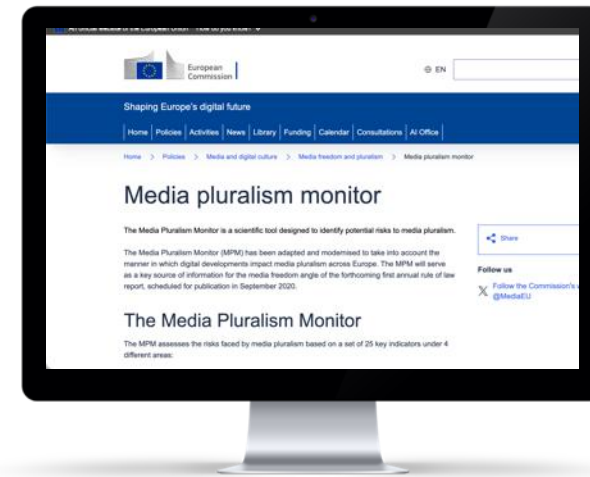 An official website of the European Union How do you know?
European
Commission
EN
Shaping Europe's digital future
Home Policies Activities News Library Funding Calendar Consultations AI Office
Home > Policies > Media and digital culture > Media freedom and pluralism > Media pluralism monitor
Media pluralism monitor
The Media Pluralism Monitor is a scientific tool designed to identify potential risks to media pluralism.
Share
The Media Pluralism Monitor (MPM) has been adapted and modernised to take into account the
manner in which digital developments impact media pluralism across Europe. The MPM will serve
as a key source of information for the media freedom angle of the forthcoming first annual rule of law
report, scheduled for publication in September 2020.
Follow us
Follow the Commission's
@MediaEU
The Media Pluralism Monitor
The MPM assesses the risks faced by media pluralism based on a set of 25 key indicators under 4
different areas: